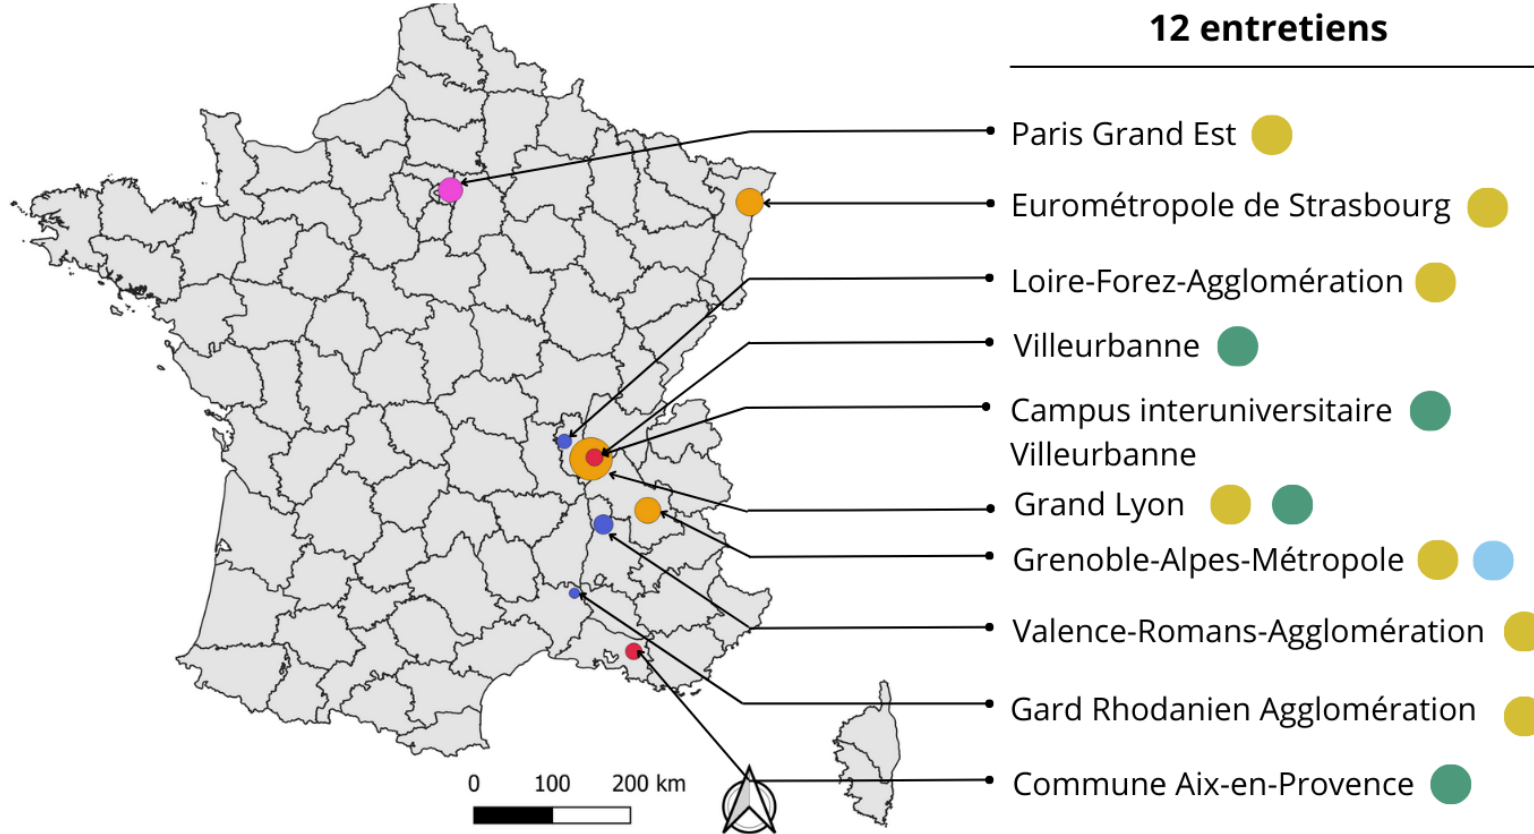 12 entretiens
Paris Grand Est
Eurométropole de Strasbourg
Loire-Forez-Agglomération
Villeurbanne
Campus interuniversitaire
Villeurbanne
Grand Lyon
Grenoble-Alpes-Métropole
Valence-Romans-Agglomération
Gard Rhodanien Agglomération
Commune Aix-en-Provence
0 100 200 km